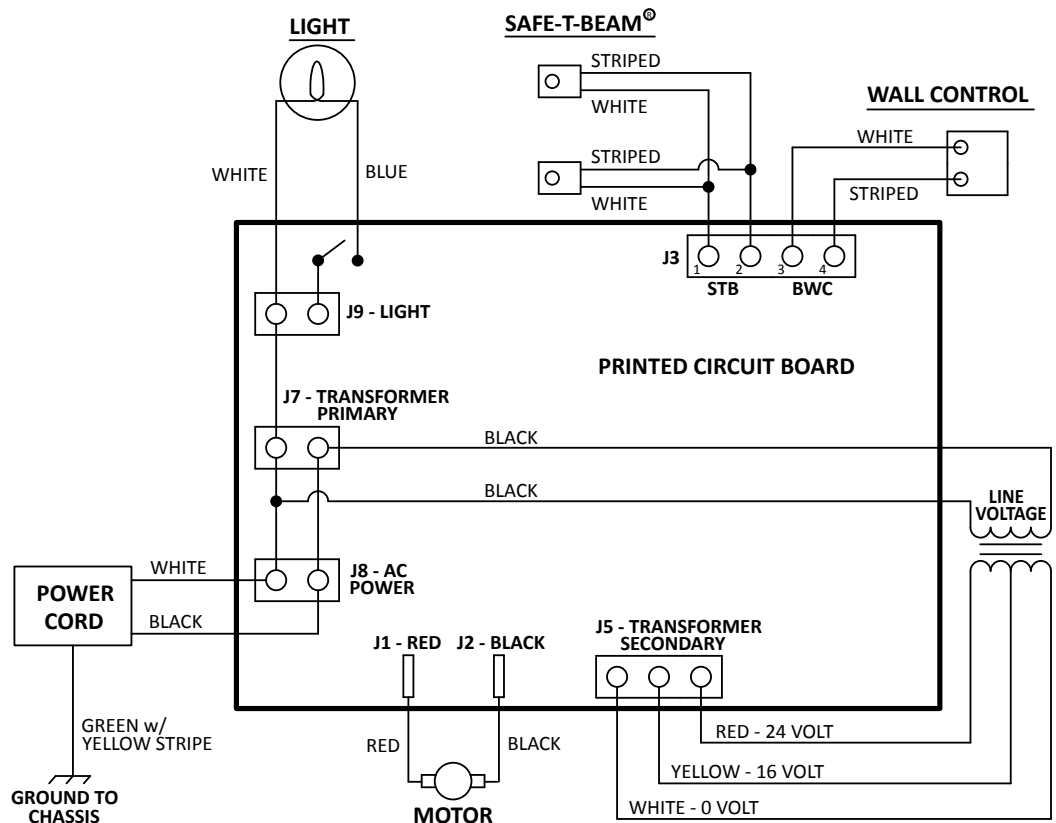 LIGHT
SAFE-T-BEAM®
STRIPED
WHITE
WALL CONTROL
WHITE
STRIPED
WHITE
BLUE
STRIPED
WHITE
J3
1 2 3 4
STB BWC
J9 - LIGHT
PRINTED CIRCUIT BOARD
J7 - TRANSFORMER
PRIMARY
BLACK
BLACK
LINE
VOLTAGE
WHITE
J8 - AC
POWER
POWER
CORD
BLACK
J1 - RED
J2 - BLACK
J5 - TRANSFORMER
SECONDARY
GREEN w/
YELLOW STRIPE
RED
BLACK
RED - 24 VOLT
YELLOW - 16 VOLT
WHITE - 0 VOLT
GROUND TO
CHASSIS
MOTOR